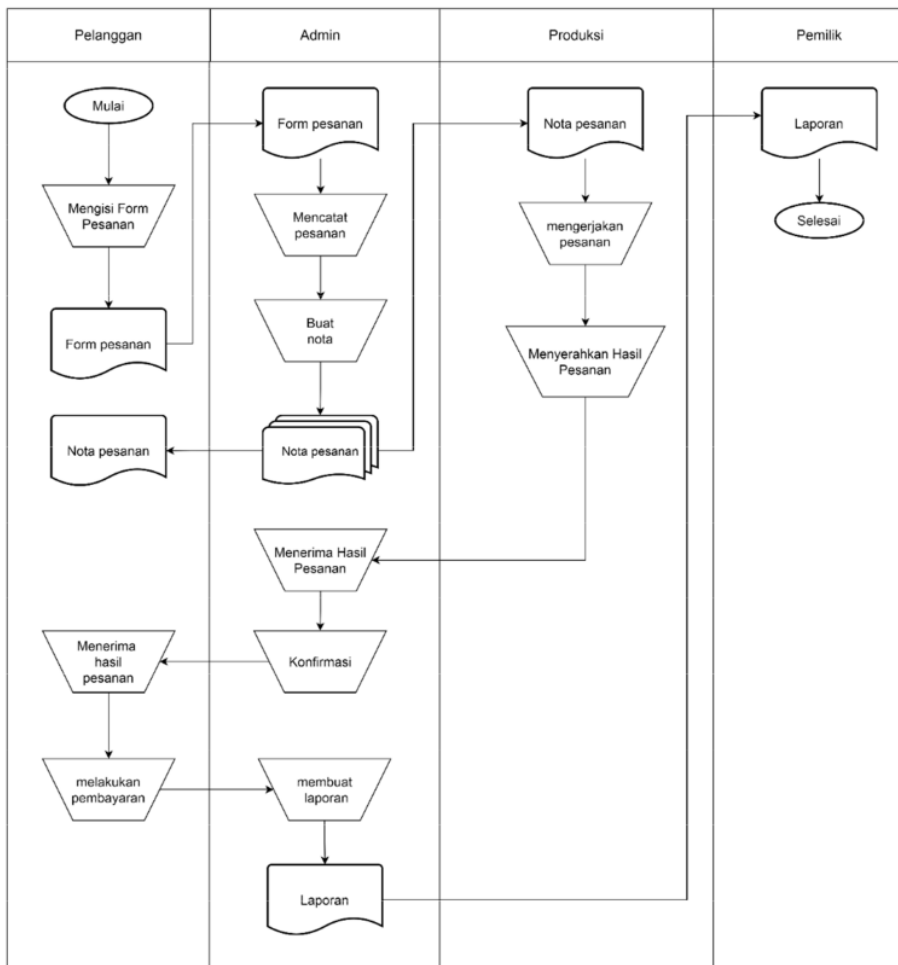 Pelanggan
Admin
Produksi
Pemilik
Mulai
Mengisi Form
Pesanan
Form pesanan
Nota pesanan
Menerima
hasil
pesanan
melakukan
pembayaran
Form pesanan
Mencatat
pesanan
Buat
nota
Nota pesanan
Menerima Hasil
Pesanan
Konfirmasi
membuat
laporan
Laporan
Nota pesanan
mengerjakan
pesanan
Menyerahkan Hasil
Pesanan
Laporan
Selesai